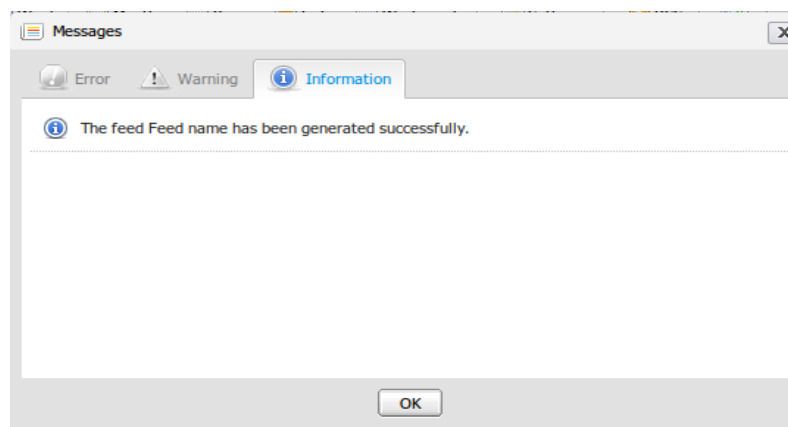 Messages
X
Error Warning Information
The feed Feed name has been generated successfully.
OK